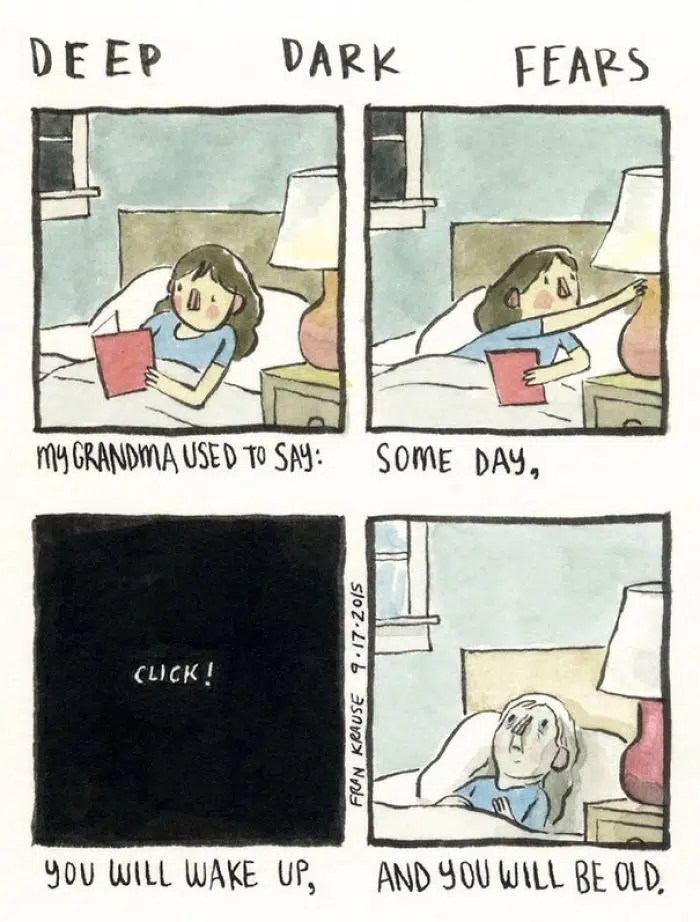 DEEP DARK FEARS
MY GRANDMA USED TO SAY:
SOME DAY,
CLICK!
FRAN KRAUSE 9·17·2015
YOU WILL WAKE UP,
AND YOU WILL BE OLD.